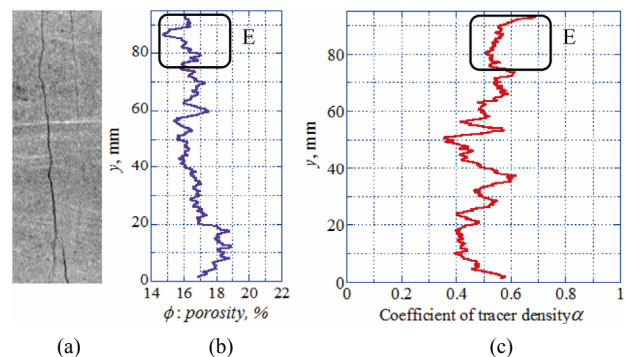 E
E
80
60
40
20
0
y, mm
14 16 18 20 22
ϕ : porosity, %
80
60
40
20
0
y, mm
0 0.2 0.4 0.6 0.8 1
Coefficient of tracer density α
(a) (b) (c)